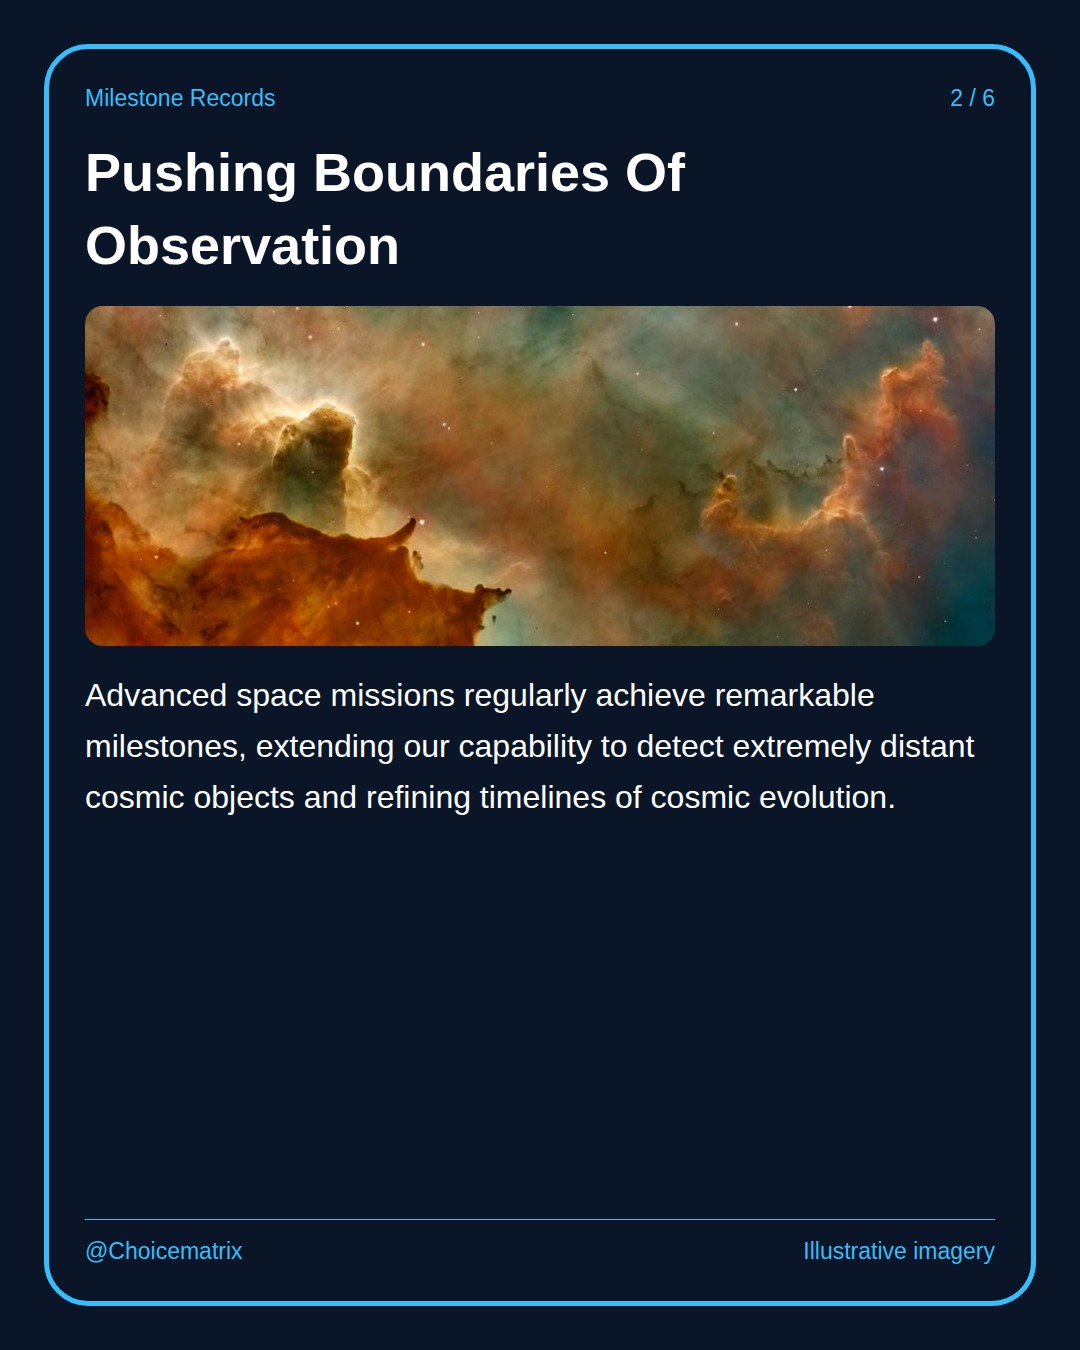 Milestone Records
2 / 6
Pushing Boundaries Of
Observation
Advanced space missions regularly achieve remarkable
milestones, extending our capability to detect extremely distant
cosmic objects and refining timelines of cosmic evolution.
@Choicematrix
Illustrative imagery